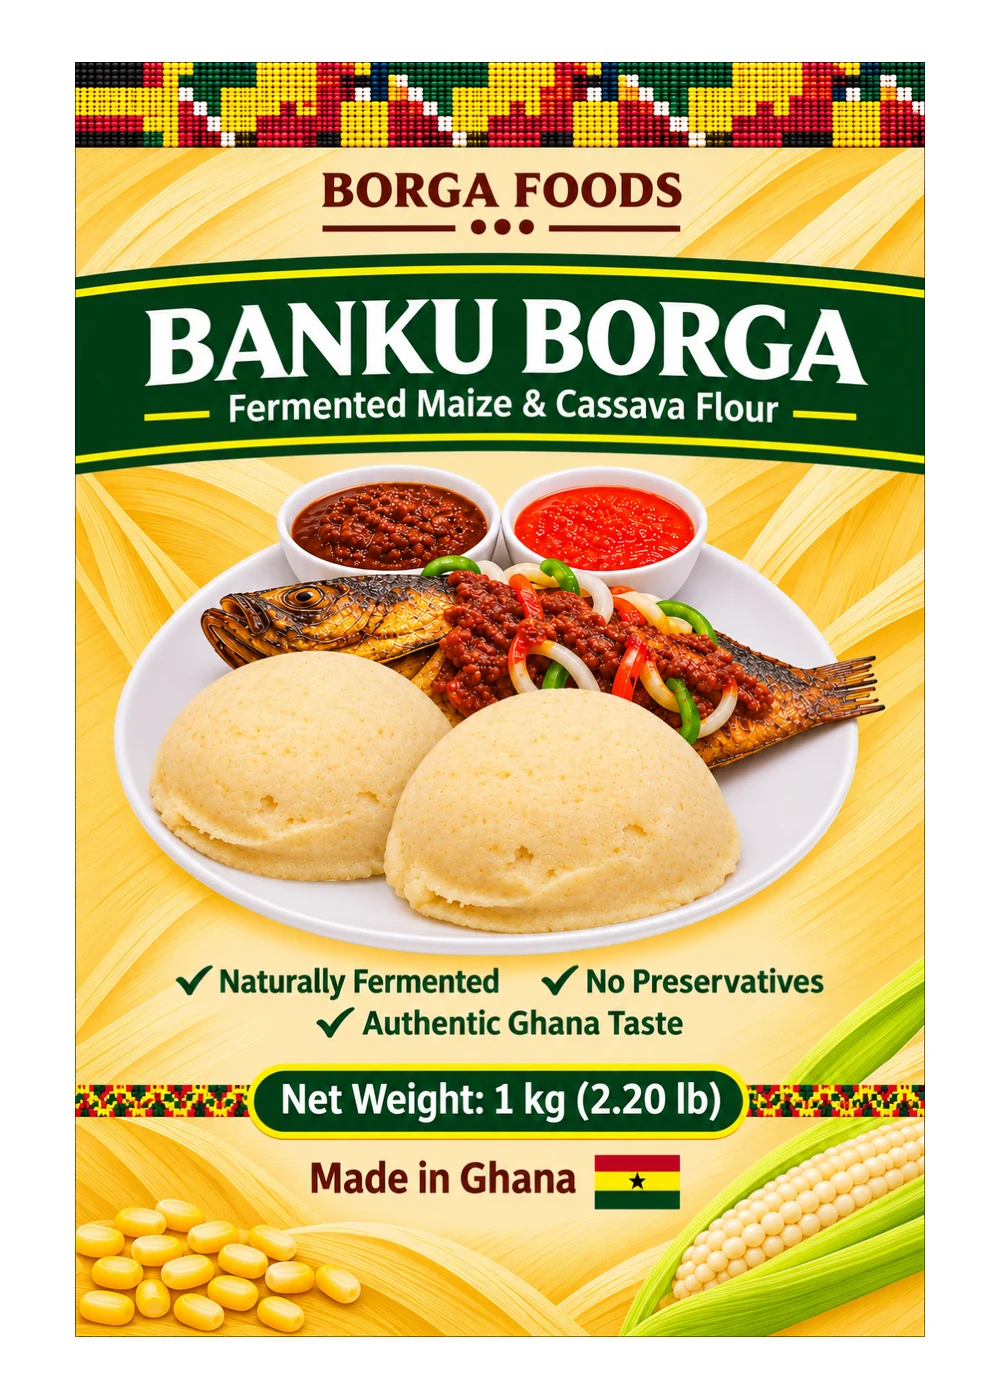 BORGA FOODS
BANKU BORGA
Fermented Maize & Cassava Flour
✓ Naturally Fermented ✓ No Preservatives
✓ Authentic Ghana Taste
Net Weight: 1 kg (2.20 lb)
Made in Ghana